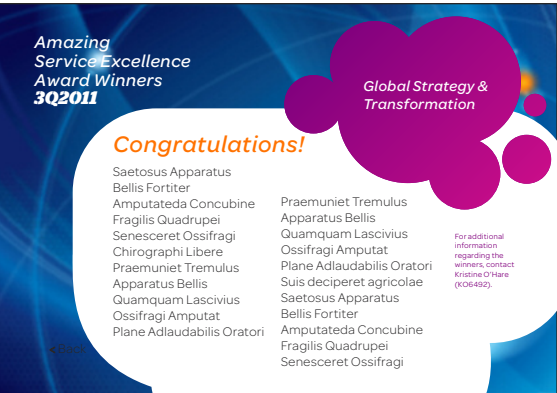 Amazing
Service Excellence
Award Winners
3Q2011
Global Strategy &
Transformation
Congratulations!
Saetosus Apparatus
Bellis Fortiter
Amputateda Concubine
Fragilis Quadrupei
Senesceret Ossifragi
Chirographi Libere
Praemuniet Tremulus
Apparatus Bellis
Quamquam Lascivius
Ossifragi Amputat
Plane Adlaudabilis Oratori
Praemuniet Tremulus
Apparatus Bellis
Quamquam Lascivius
Ossifragi Amputat
Plane Adlaudabilis Oratori
Suis deciperet agricolae
Saetosus Apparatus
Bellis Fortiter
Amputateda Concubine
Fragilis Quadrupei
Senesceret Ossifragi
For additional
information
regarding the
winners, contact
Kristine O'Hare
(KO6492).